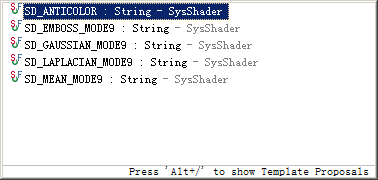 SD_ANTICOLOR : String - SysShader
SD_EMBOSS_MODE9 : String - SysShader
SD_GAUSSIAN_MODE9 : String - SysShader
SD_LAPLACIAN_MODE9 : String - SysShader
SD_MEAN_MODE9 : String - SysShader
Press 'Alt+/' to show Template Proposals